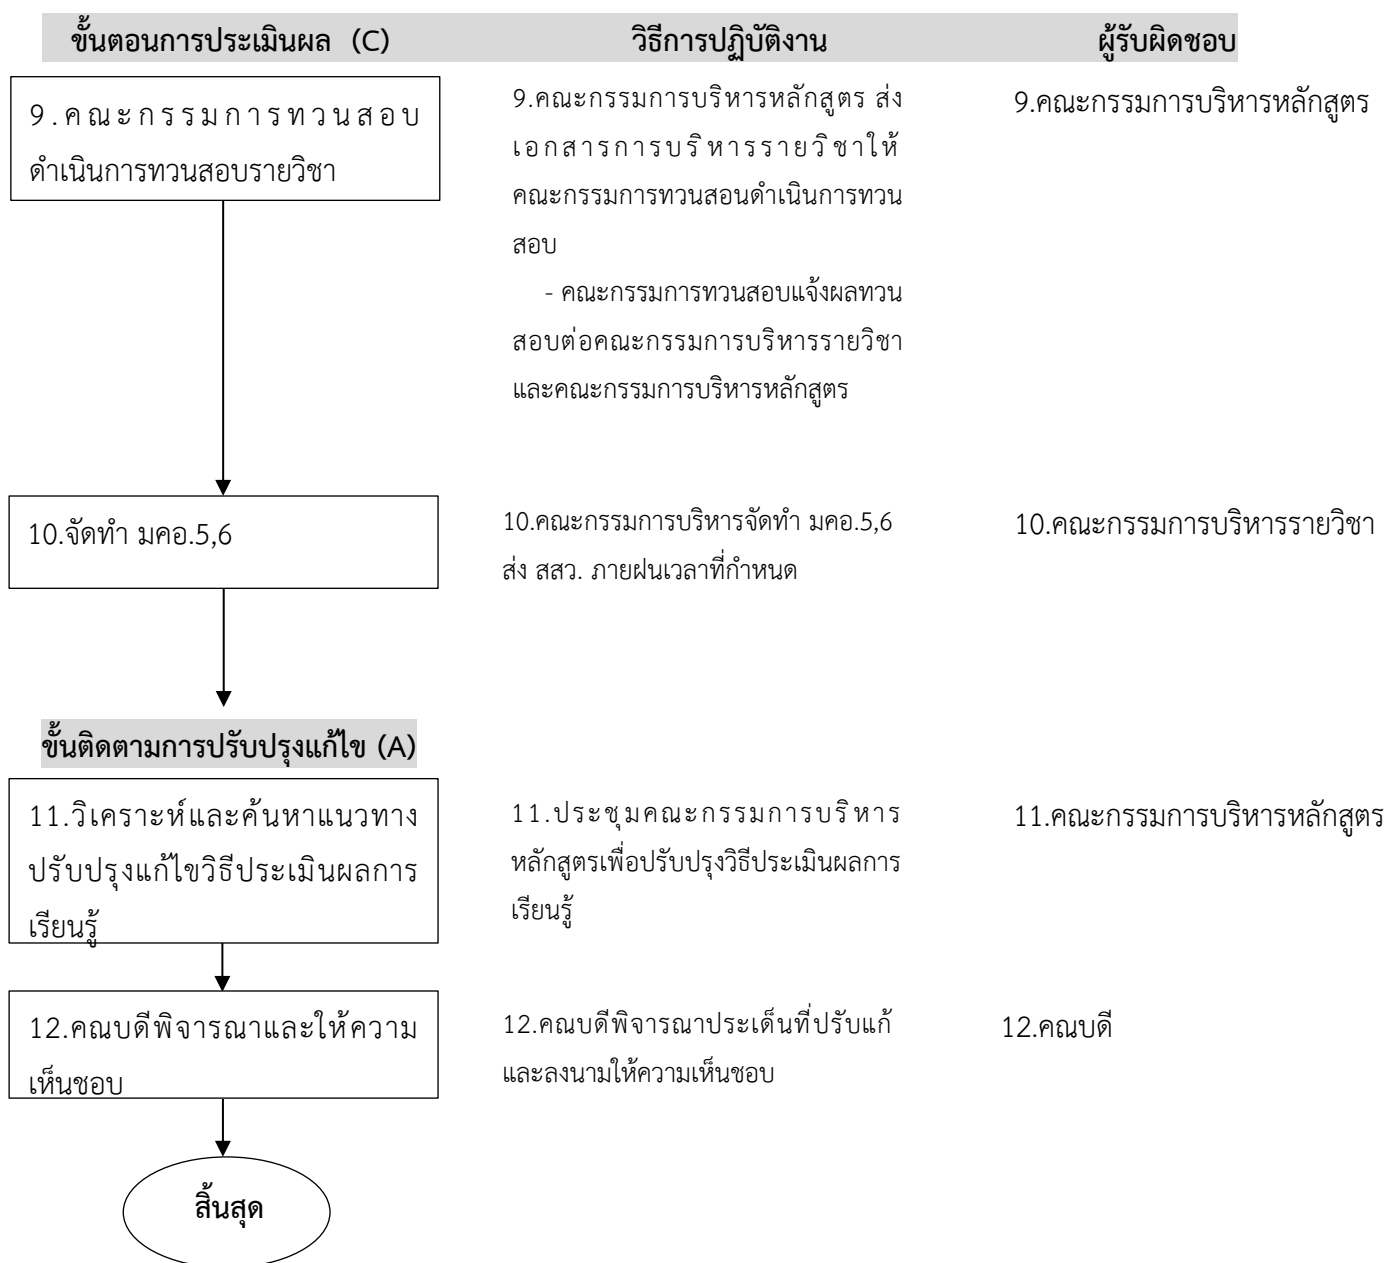 ขั้นตอนการประเมินผล (C) วิธีการปฏิบัติงาน ผู้รับผิดชอบ
9.คณะกรรมการทวนสอบ
ดำเนินการทวนสอบรายวิชา
9.คณะกรรมการบริหารหลักสูตร ส่ง
เอกสารการบริหารรายวิชาให้
คณะกรรมการทวนสอนดำเนินการทวน
สอบ
- คณะกรรมการทวนสอบแจ้งผลทวน
สอบต่อคณะกรรมการบริหารรายวิชา
และคณะกรรมการบริหารหลักสูตร
9.คณะกรรมการบริหารหลักสูตร
10.จัดทำ มคอ.5,6
10.คณะกรรมการบริหารจัดทำ มคอ.5,6
ส่ง สสว. ภายฝนเวลาที่กำหนด
10.คณะกรรมการบริหารรายวิชา
ขั้นติดตามการปรับปรุงแก้ไข (A)
11.วิเคราะห์และค้นหาแนวทาง
ปรับปรุงแก้ไขวิธีประเมินผลการ
เรียนรู้
11.ประชุมคณะกรรมการบริหาร
หลักสูตรเพื่อปรับปรุงวิธีประเมินผลการ
เรียนรู้
11.คณะกรรมการบริหารหลักสูตร
12.คณบดีพิจารณาและให้ความ
เห็นชอบ
12.คณบดีพิจารณาประเด็นที่ปรับแก้
และลงนามให้ความเห็นชอบ
12.คณบดี
สิ้นสุด